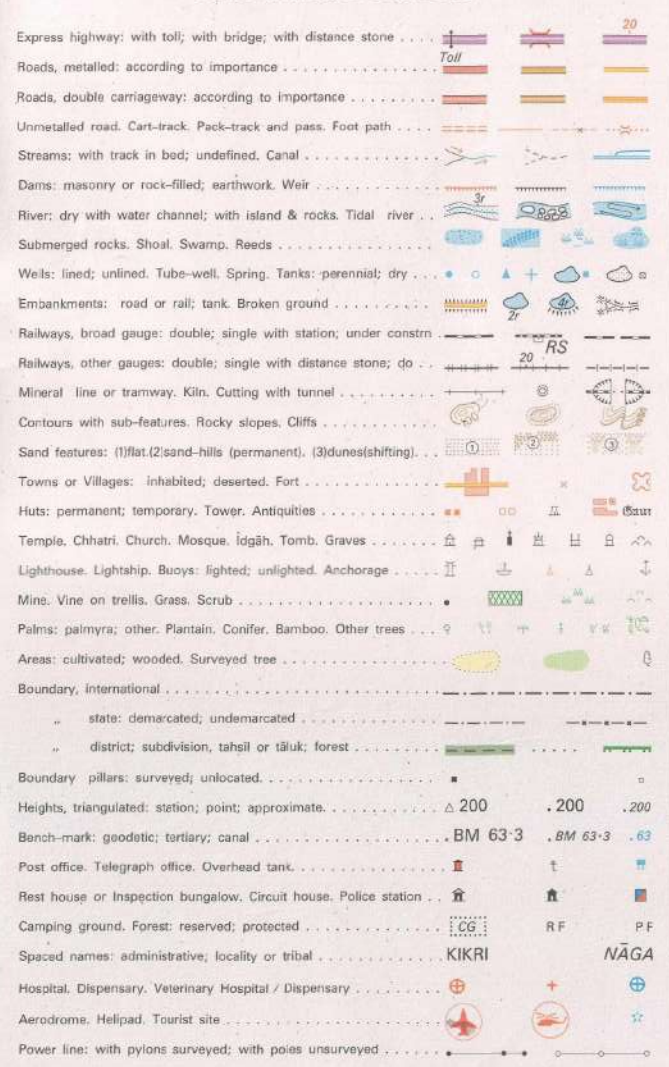 20
Express highway: with toll; with bridge; with distance stone
Toll
Roads, metalled: according to importance
Roads, double carriageway: according to importance
Unmetalled road. Cart-track. Pack-track and pass. Foot path
Streams: with track in bed; undefined. Canal
Dams: masonry or rock-filled; earthwork. Weir
3r
River: dry with water channel; with island & rocks. Tidal river
Submerged rocks. Shoal. Swamp. Reeds
Wells: lined; unlined. Tube-well. Spring. Tanks: perennial; dry
Embankments: road or rail; tank. Broken ground 4r
2r
Railways, broad gauge: double; single with station; under constrn
RS
Railways, other gauges: double; single with distance stone; do 20
Mineral line or tramway. Kiln. Cutting with tunnel
Contours with sub-features. Rocky slopes. Cliffs
Sand features: (1)flat.(2)sand-hills (permanent). (3)dunes(shifting). 1 2 3
Towns or Villages: inhabited; deserted. Fort
Huts: permanent; temporary. Tower. Antiquities
Temple. Chhatri. Church. Mosque. Īdgāh. Tomb. Graves
Lighthouse. Lightship. Buoys: lighted; unlighted. Anchorage
Mine. Vine on trellis. Grass. Scrub
Palms: palmyra; other. Plantain. Conifer. Bamboo. Other trees
Areas: cultivated; wooded. Surveyed tree
Boundary, international
,, state: demarcated; undemarcated
,, district; subdivision, tahsil or tāluk; forest
Boundary pillars: surveyed; unlocated.
Heights, triangulated: station; point; approximate. 200 .200 .200
Bench-mark: geodetic; tertiary; canal .BM 63·3 .BM 63·3 .63
Post office. Telegraph office. Overhead tank.
Rest house or Inspection bungalow. Circuit house. Police station
Camping ground. Forest: reserved; protected CG RF PF
Spaced names: administrative; locality or tribal KIKRI NĀGA
Hospital. Dispensary. Veterinary Hospital / Dispensary
Aerodrome. Helipad. Tourist site
Power line: with pylons surveyed; with poles unsurveyed